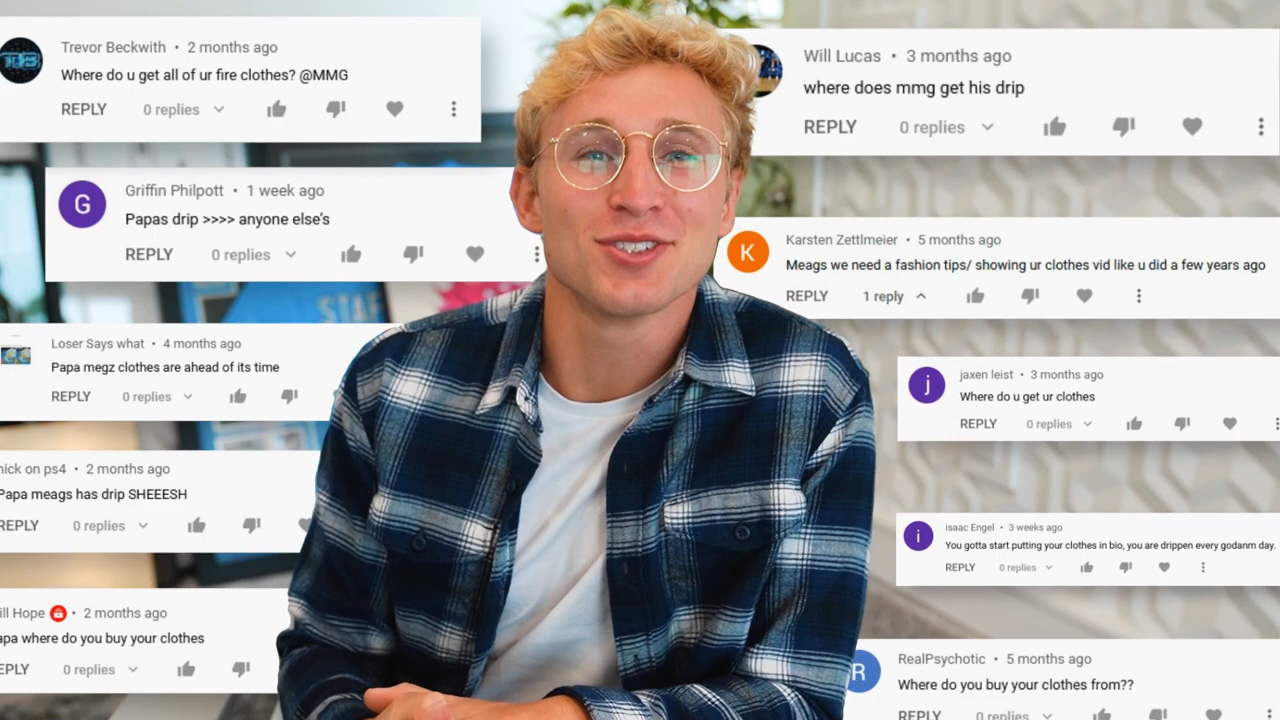 Trevor Beckwith • 2 months ago
Where do u get all of ur fire clothes? @MMG
REPLY 0 replies
Will Lucas • 3 months ago
where does mmg get his drip
REPLY 0 replies
G
Griffin Philpott • 1 week ago
Papas drip >>>> anyone else's
REPLY 0 replies
K
Karsten Zettlmeier • 5 months ago
Meags we need a fashion tips/ showing ur clothes vid like u did a few years ago
REPLY 1 reply
STAF
Loser Says what • 4 months ago
Papa megz clothes are ahead of its time
REPLY 0 replies
j
jaxen leist • 3 months ago
Where do u get ur clothes
REPLY 0 replies
nick on ps4 • 2 months ago
Papa meags has drip SHEEESH
REPLY 0 replies
i
isaac Engel • 3 weeks ago
You gotta start putting your clothes in bio, you are drippen every godanm day.
REPLY 0 replies
ill Hope • 2 months ago
apa where do you buy your clothes
EPLY 0 replies
R
RealPsychotic • 5 months ago
Where do you buy your clothes from??
REPLY 0 replies